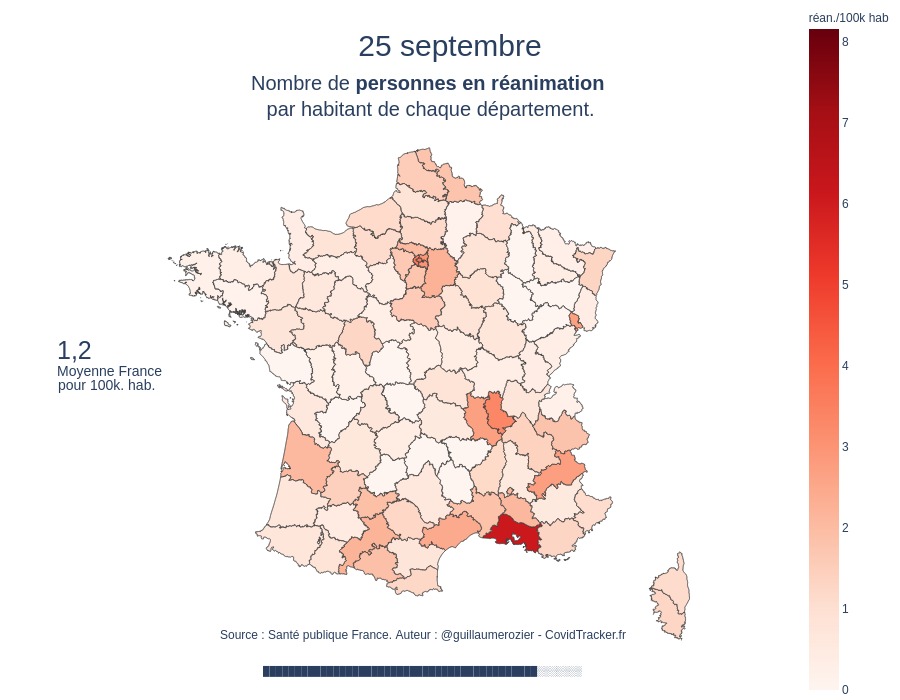 réan./100k hab
25 septembre
Nombre de personnes en réanimation
par habitant de chaque département.
8
7
6
5
4
3
2
1
0
1,2
Moyenne France
pour 100k. hab.
Source : Santé publique France. Auteur : @guillaumerozier - CovidTracker.fr